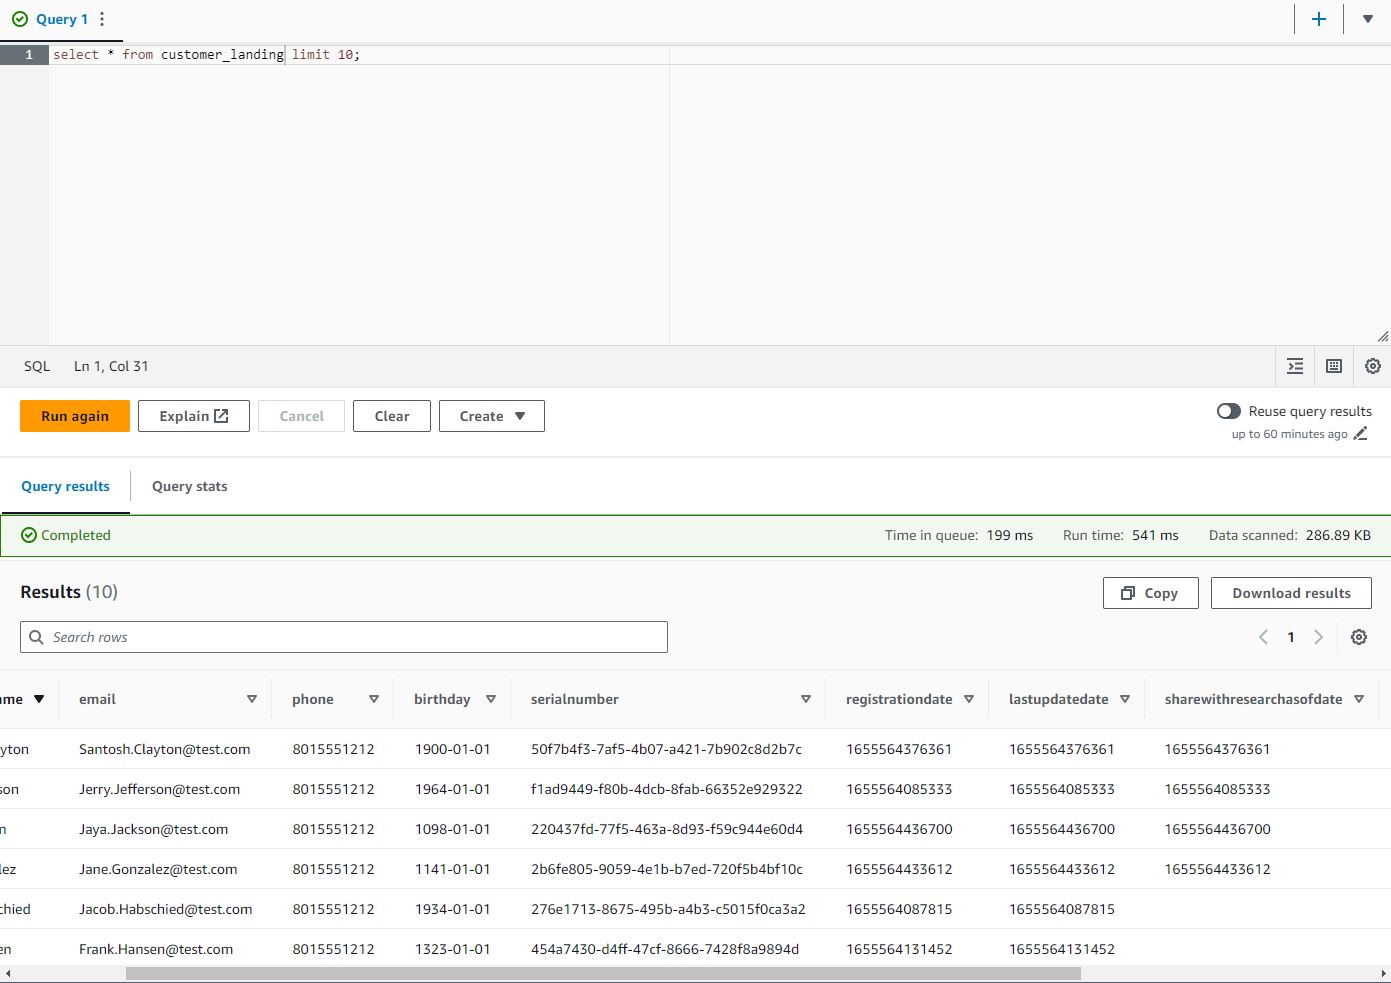 Query 1
1 select * from customer_landing limit 10;
SQL Ln 1, Col 31
Run again Explain Cancel Clear Create Reuse query results
up to 60 minutes ago
Query results Query stats
Completed Time in queue: 199 ms Run time: 541 ms Data scanned: 286.89 KB
Results (10) Copy Download results
Search rows 1
me email phone birthday serialnumber registrationdate lastupdatedate sharewithresearchasofdate
yton Santosh.Clayton@test.com 8015551212 1900-01-01 50f7b4f3-7af5-4b07-a421-7b902c8d2b7c 1655564376361 1655564376361 1655564376361
son Jerry.Jefferson@test.com 8015551212 1964-01-01 f1ad9449-f80b-4dcb-8fab-66352e929322 1655564085333 1655564085333 1655564085333
n Jaya.Jackson@test.com 8015551212 1098-01-01 220437fd-77f5-463a-8d93-f59c944e60d4 1655564436700 1655564436700 1655564436700
lez Jane.Gonzalez@test.com 8015551212 1141-01-01 2b6fe805-9059-4e1b-b7ed-720f5b4bf10c 1655564433612 1655564433612 1655564433612
chied Jacob.Habschied@test.com 8015551212 1934-01-01 276e1713-8675-495b-a4b3-c5015f0ca3a2 1655564087815 1655564087815
en Frank.Hansen@test.com 8015551212 1323-01-01 454a7430-d4ff-47cf-8666-7428f8a9894d 1655564131452 1655564131452